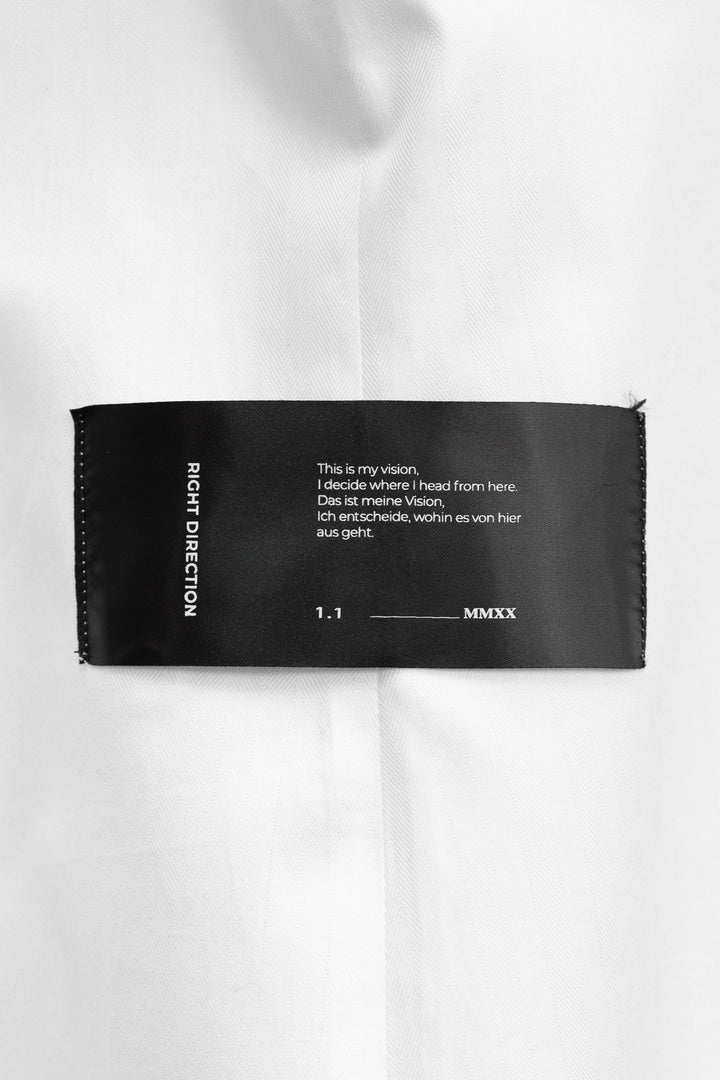 RIGHT DIRECTION
This is my vision,
I decide where I head from here.
Das ist meine Vision,
Ich entscheide, wohin es von hier
aus geht.
1.1 __________ MMXX